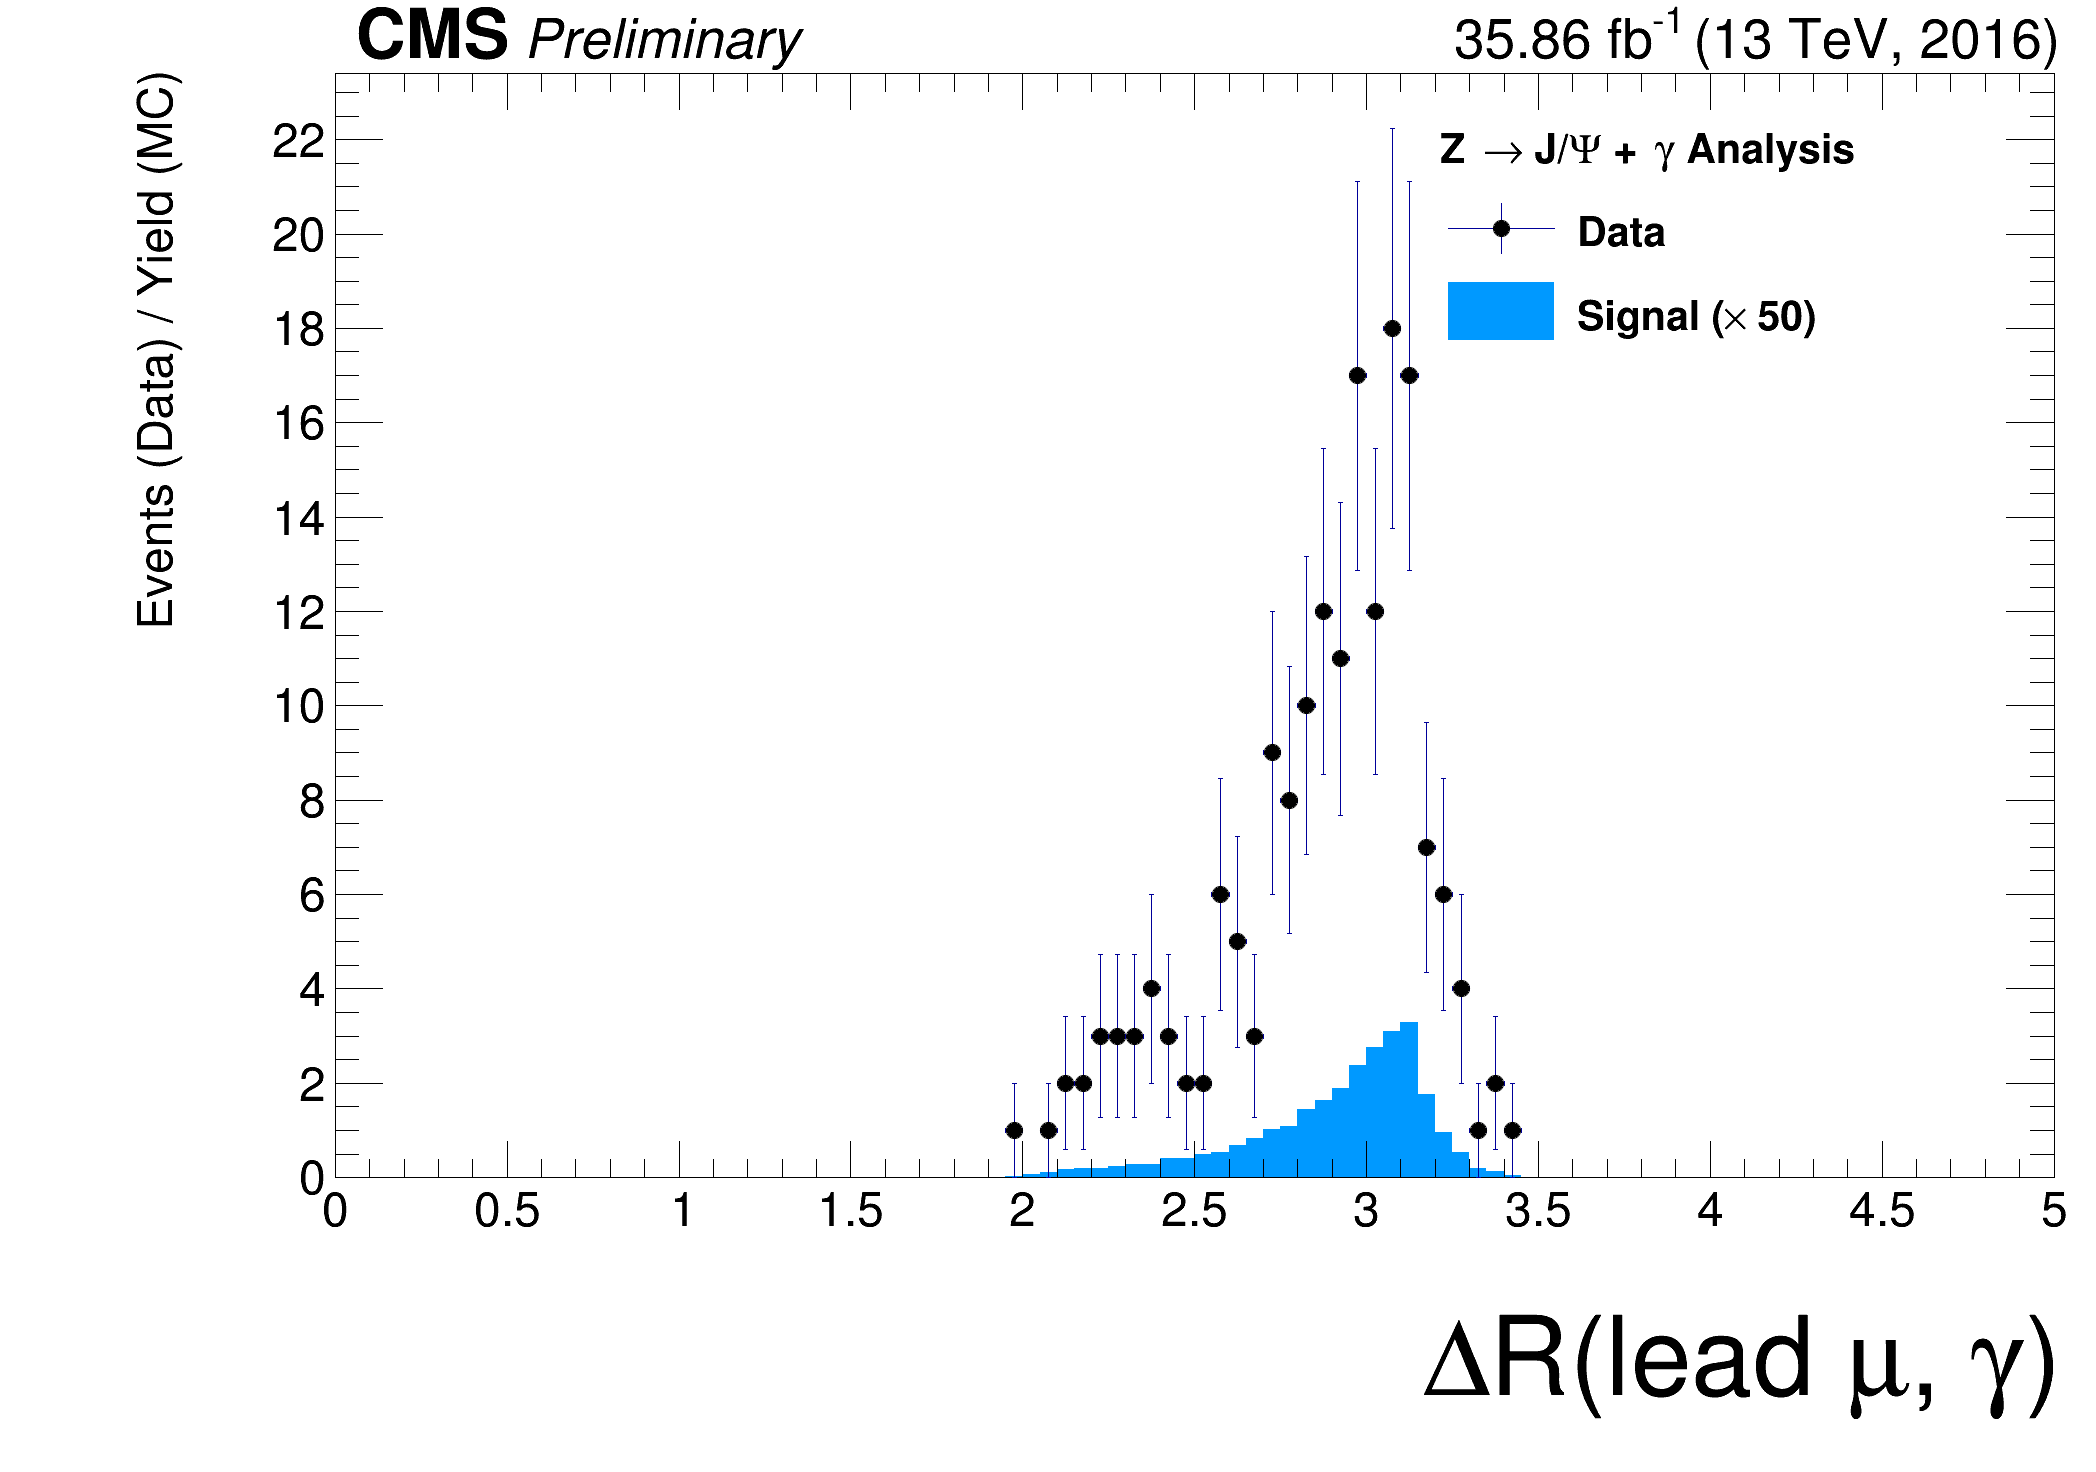 CMS Preliminary
35.86 fb-1 (13 TeV, 2016)
Events (Data) / Yield (MC)
Z → J/Ψ + γ Analysis
Data
Signal (× 50)
22
20
18
16
14
12
10
8
6
4
2
0
0 0.5 1 1.5 2 2.5 3 3.5 4 4.5 5
ΔR(lead μ, γ)